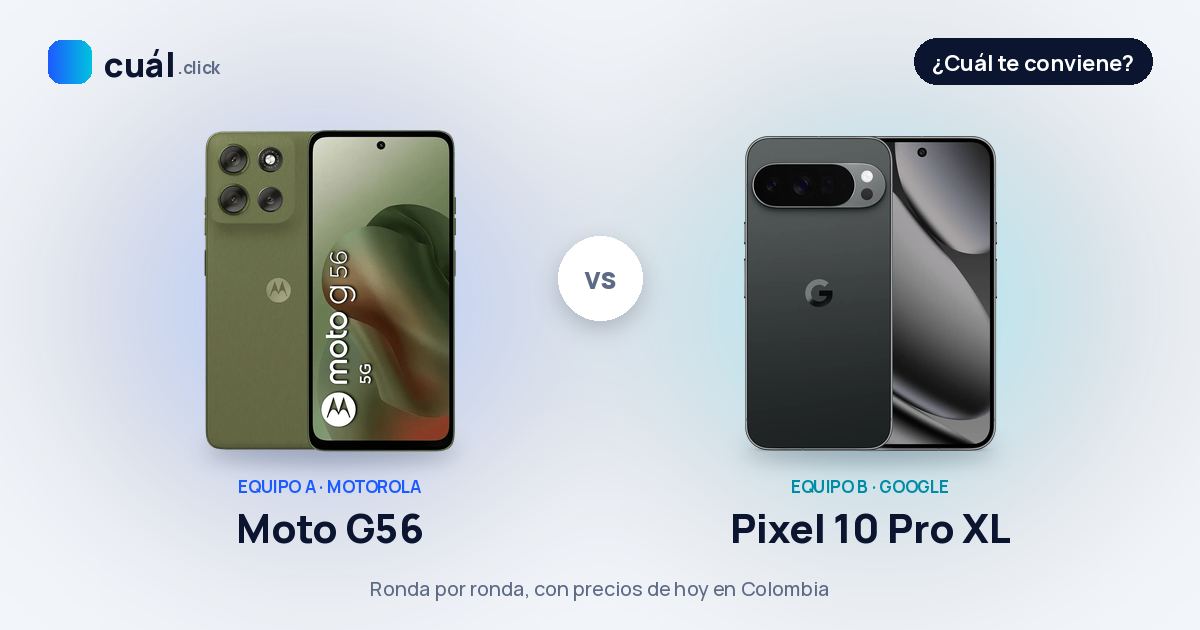 cuál.click
¿Cuál te conviene?
moto g 56
5G
VS
EQUIPO A · MOTOROLA
Moto G56
EQUIPO B · GOOGLE
Pixel 10 Pro XL
Ronda por ronda, con precios de hoy en Colombia